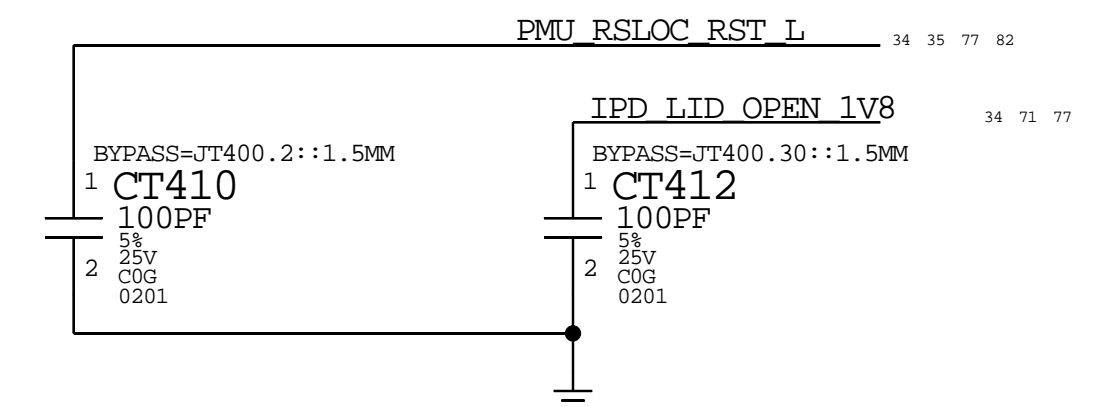 PMU_RSLOC_RST_L 34 35 77 82
IPD_LID_OPEN_1V8 34 71 77
BYPASS=JT400.2::1.5MM
1 CT410
100PF
5%
25V
2 C0G
0201
BYPASS=JT400.30::1.5MM
1 CT412
100PF
5%
25V
2 C0G
0201